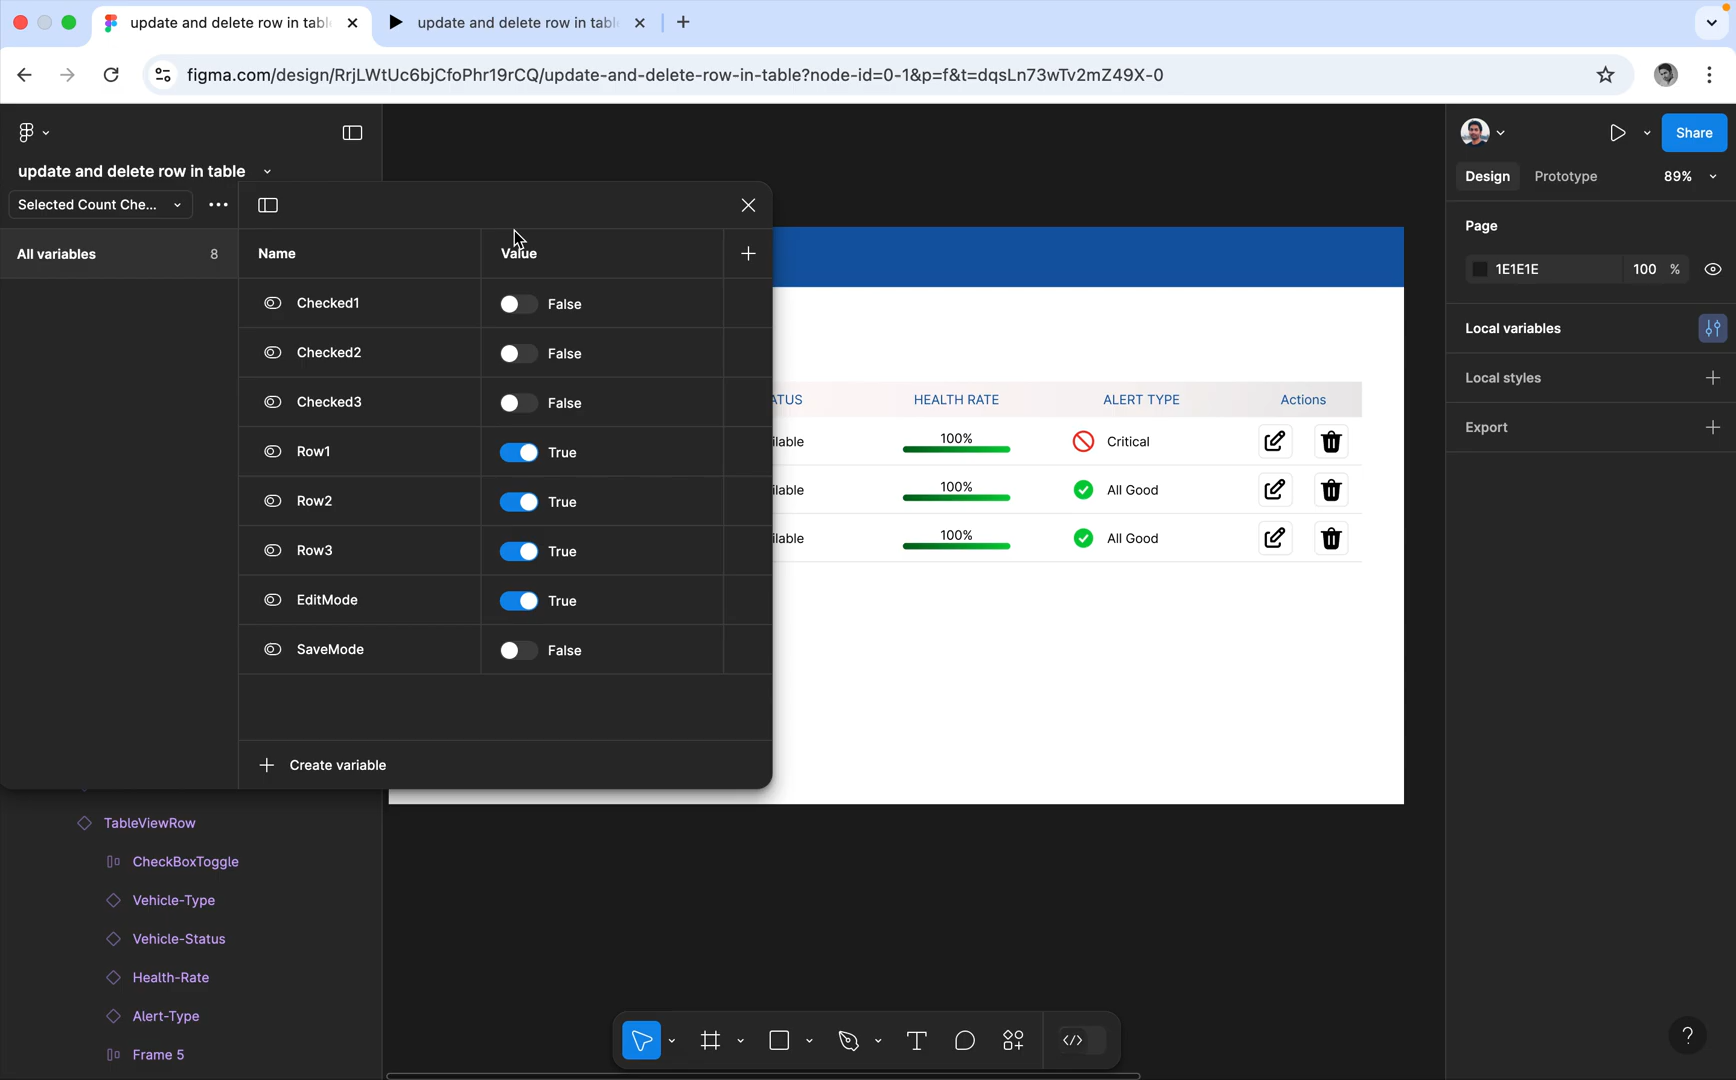 update and delete row in tabl
update and delete row in tabl
figma.com/design/RrjLWtUc6bjCfoPhr19rCQ/update-and-delete-row-in-table?node-id=0-1&p=f&t=dqsLn73wTv2mZ49X-0
update and delete row in table
Selected Count Che...
All variables 8
Name Value
Checked1 False
Checked2 False
Checked3 False
Row1 True
Row2 True
Row3 True
EditMode True
SaveMode False
Create variable
TableViewRow
CheckBoxToggle
Vehicle-Type
Vehicle-Status
Health-Rate
Alert-Type
Frame 5
ATUS HEALTH RATE ALERT TYPE Actions
ilable 100% Critical
ilable 100% All Good
ilable 100% All Good
Share
Design Prototype 89%
Page
1E1E1E 100 %
Local variables
Local styles
Export
?